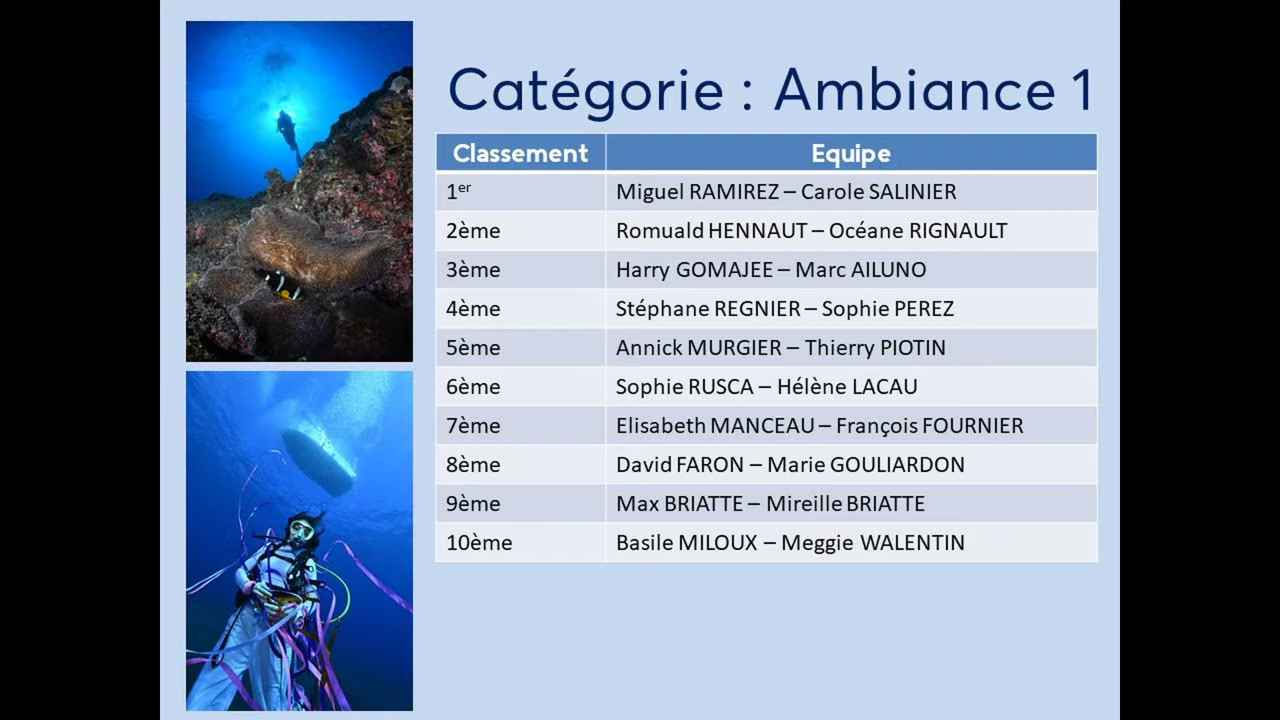 Catégorie : Ambiance 1
Classement Equipe
1er Miguel RAMIREZ – Carole SALINIER
2ème Romuald HENNAUT – Océane RIGNAULT
3ème Harry GOMAJEE – Marc AILUNO
4ème Stéphane REGNIER – Sophie PEREZ
5ème Annick MURGIER – Thierry PIOTIN
6ème Sophie RUSCA – Hélène LACAU
7ème Elisabeth MANCEAU – François FOURNIER
8ème David FARON – Marie GOULIARDON
9ème Max BRIATTE – Mireille BRIATTE
10ème Basile MILOUX – Meggie WALENTIN